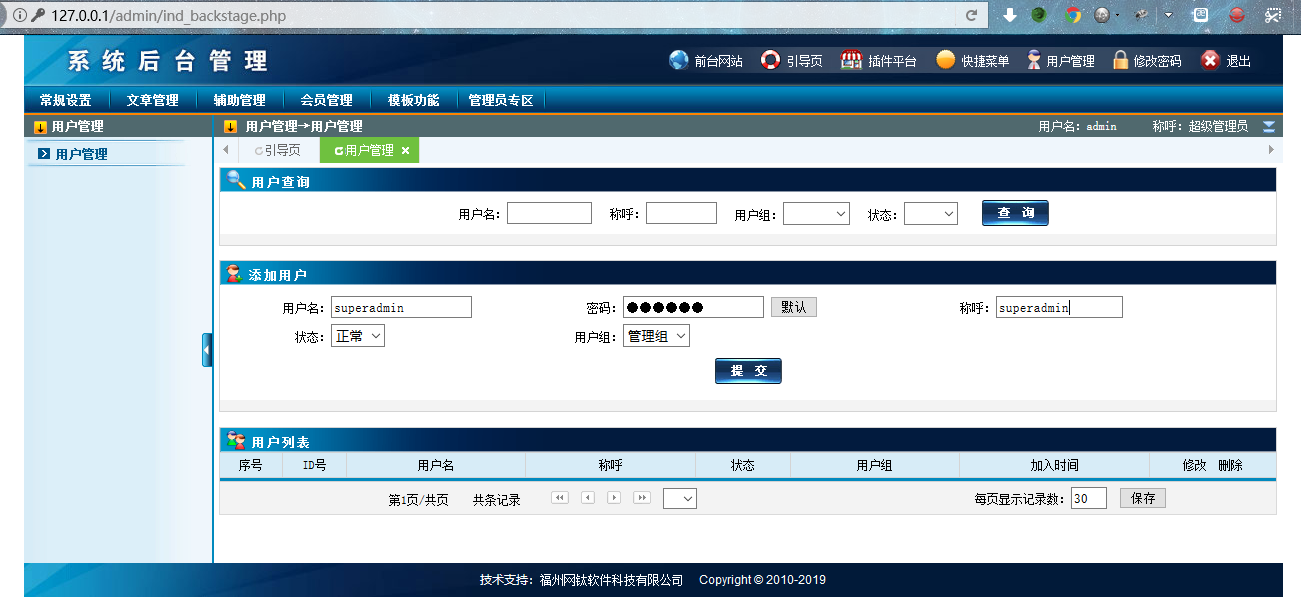 127.0.0.1/admin/ind_backstage.php
系统后台管理
前台网站 引导页 插件平台 快捷菜单 用户管理 修改密码 退出
常规设置 文章管理 辅助管理 会员管理 模板功能 管理员专区
用户管理 用户管理→用户管理 用户名：admin 称呼：超级管理员
用户管理 引导页 用户管理
用户查询
用户名： 称呼： 用户组： 状态： 查 询
添加用户
用户名： superadmin 密码： ●●●●●● 默认 称呼： superadmin
状态： 正常 用户组： 管理组
提 交
用户列表
序号 ID号 用户名 称呼 状态 用户组 加入时间 修改 删除
第1页/共页 共条记录 每页显示记录数： 30 保存
技术支持：福州网钛软件科技有限公司 Copyright © 2010-2019